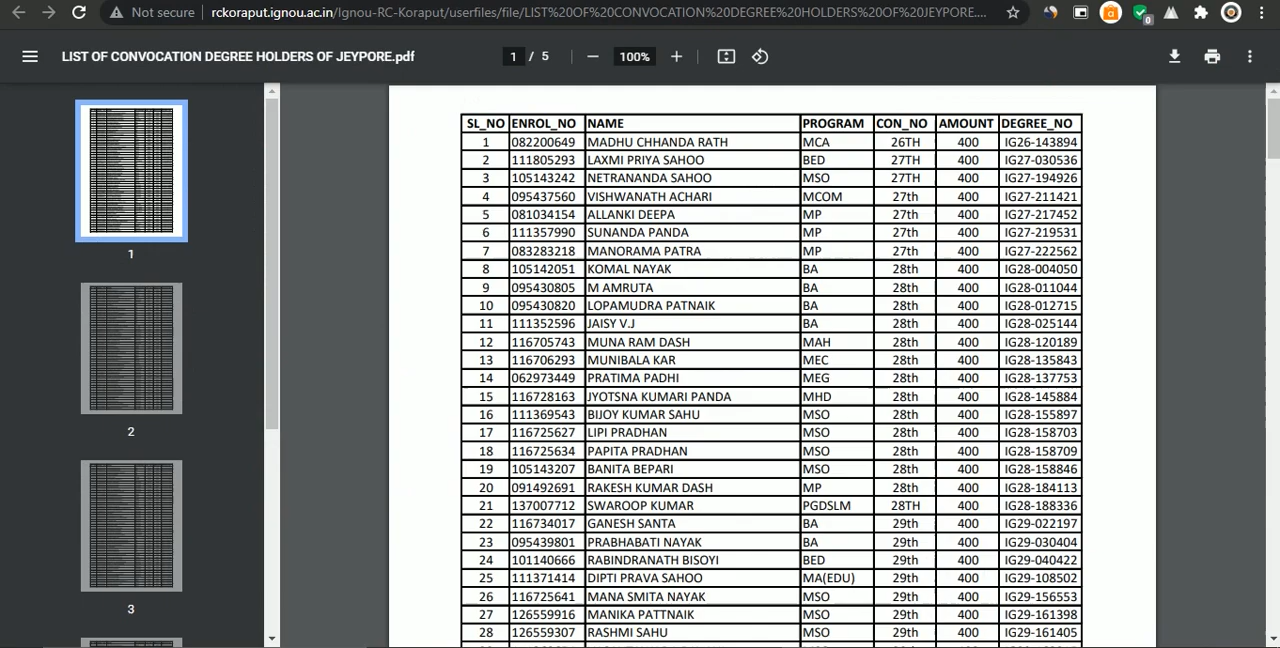 Not secure rckoraput.ignou.ac.in/Ignou-RC-Koraput/userfiles/file/LIST%20OF%20CONVOCATION%20DEGREE%20HOLDERS%20OF%20JEYPORE.... 0
LIST OF CONVOCATION DEGREE HOLDERS OF JEYPORE.pdf 1 / 5 — 100% +
SL_NO ENROL_NO NAME PROGRAM CON_NO AMOUNT DEGREE_NO
1 082200649 MADHU CHHANDA RATH MCA 26TH 400 IG26-143894
2 111805293 LAXMI PRIYA SAHOO BED 27TH 400 IG27-030536
3 105143242 NETRANANDA SAHOO MSO 27TH 400 IG27-194926
4 095437560 VISHWANATH ACHARI MCOM 27th 400 IG27-211421
5 081034154 ALLANKI DEEPA MP 27th 400 IG27-217452
6 111357990 SUNANDA PANDA MP 27th 400 IG27-219531
7 083283218 MANORAMA PATRA MP 27th 400 IG27-222562
8 105142051 KOMAL NAYAK BA 28th 400 IG28-004050
9 095430805 M AMRUTA BA 28th 400 IG28-011044
10 095430820 LOPAMUDRA PATNAIK BA 28th 400 IG28-012715
11 111352596 JAISY V.J BA 28th 400 IG28-025144
12 116705743 MUNA RAM DASH MAH 28th 400 IG28-120189
13 116706293 MUNIBALA KAR MEC 28th 400 IG28-135843
14 062973449 PRATIMA PADHI MEG 28th 400 IG28-137753
15 116728163 JYOTSNA KUMARI PANDA MHD 28th 400 IG28-145884
16 111369543 BIJOY KUMAR SAHU MSO 28th 400 IG28-155897
17 116725627 LIPI PRADHAN MSO 28th 400 IG28-158703
18 116725634 PAPITA PRADHAN MSO 28th 400 IG28-158709
19 105143207 BANITA BEPARI MSO 28th 400 IG28-158846
20 091492691 RAKESH KUMAR DASH MP 28th 400 IG28-184113
21 137007712 SWAROOP KUMAR PGDSLM 28TH 400 IG28-188336
22 116734017 GANESH SANTA BA 29th 400 IG29-022197
23 095439801 PRABHABATI NAYAK BA 29th 400 IG29-030404
24 101140666 RABINDRANATH BISOYI BED 29th 400 IG29-040422
25 111371414 DIPTI PRAVA SAHOO MA(EDU) 29th 400 IG29-108502
26 116725641 MANA SMITA NAYAK MSO 29th 400 IG29-156553
27 126559916 MANIKA PATTNAIK MSO 29th 400 IG29-161398
28 126559307 RASHMI SAHU MSO 29th 400 IG29-161405
1
2
3